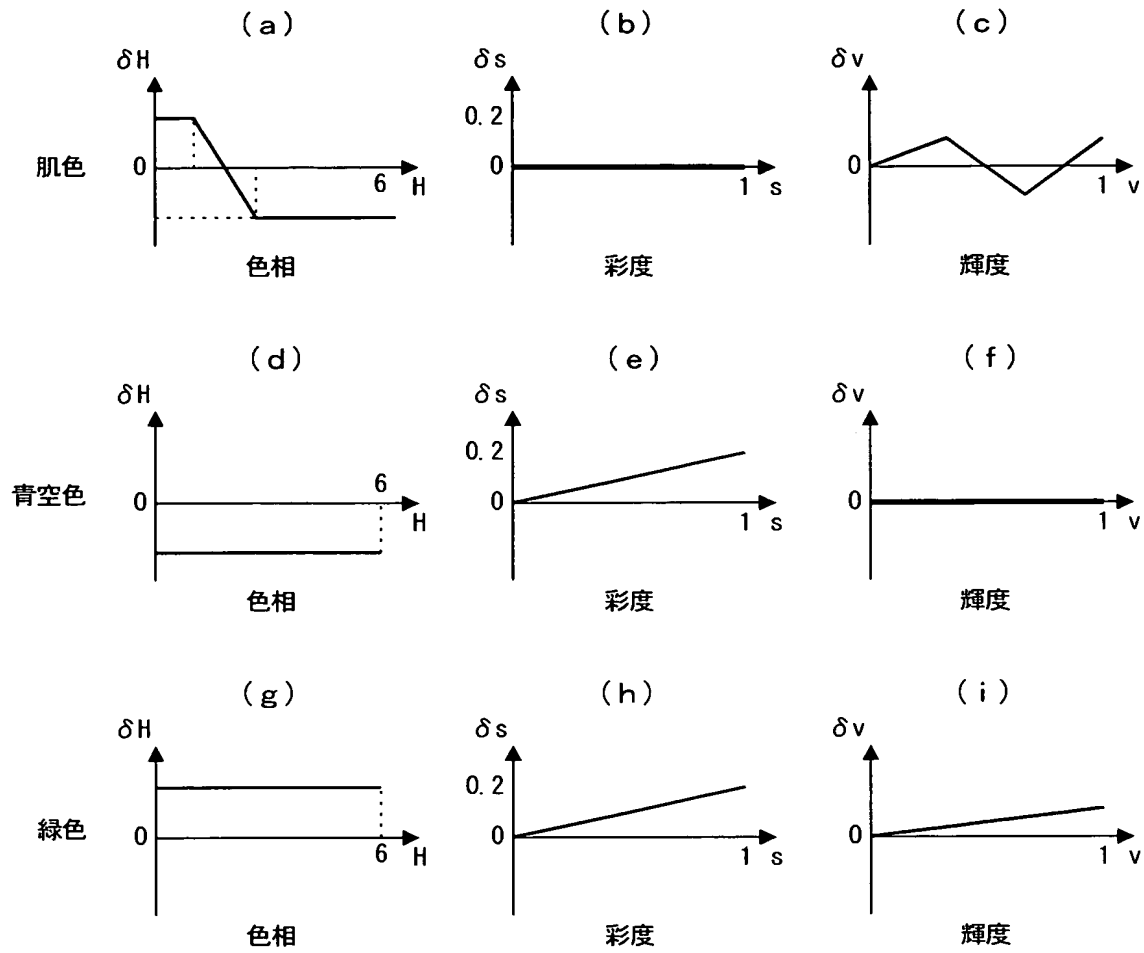 (a)
δH
肌色
0
6
H
色相
(b)
δs
0.2
0
1
s
彩度
(c)
δv
0
1
v
輝度
(d)
δH
青空色
0
6
H
色相
(e)
δs
0.2
0
1
s
彩度
(f)
δv
0
1
v
輝度
(g)
δH
緑色
0
6
H
色相
(h)
δs
0.2
0
1
s
彩度
(i)
δv
0
1
v
輝度